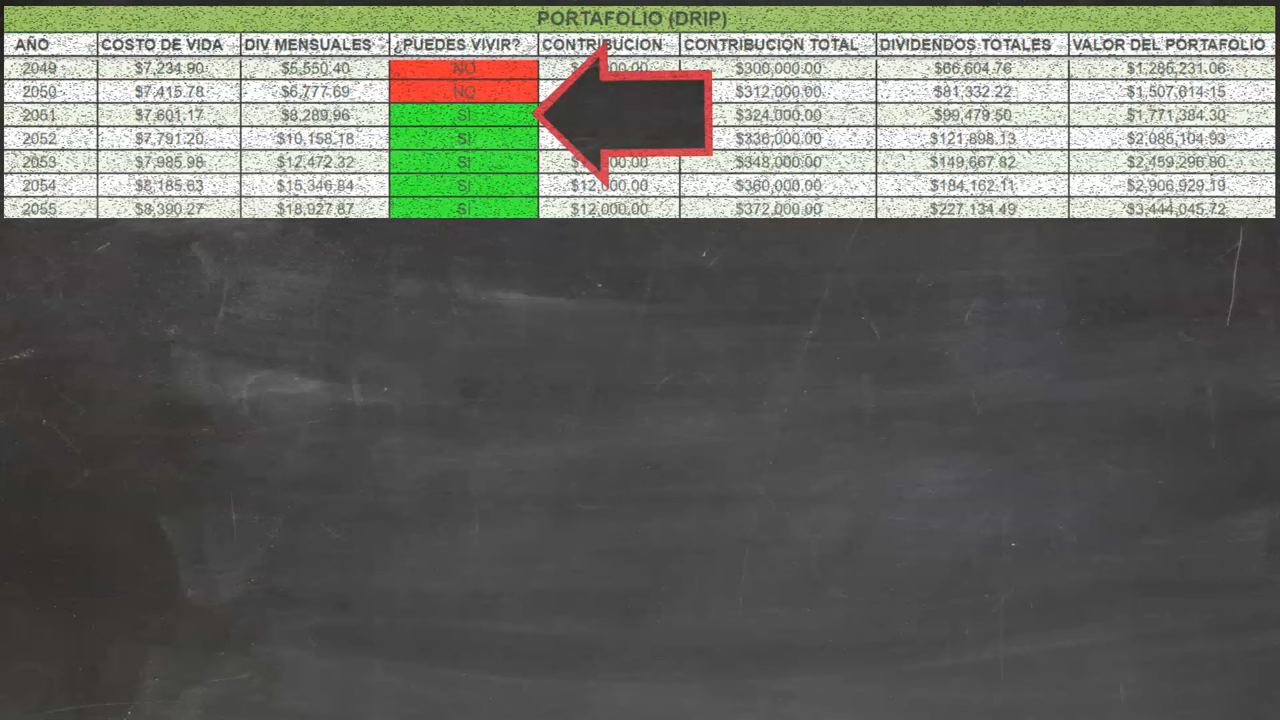 PORTAFOLIO (DRIP)
AÑO COSTO DE VIDA DIV MENSUALES ¿PUEDES VIVIR? CONTRIBUCION CONTRIBUCION TOTAL DIVIDENDOS TOTALES VALOR DEL PORTAFOLIO
2049 $7,234.90 $5,550.40 NO $300,000.00 $66,604.76 $1,285,231.06
2050 $7,415.78 $6,777.69 NO $312,000.00 $81,332.22 $1,507,614.15
2051 $7,601.17 $8,289.96 SI $324,000.00 $99,479.50 $1,771,384.30
2052 $7,791.20 $10,158.18 SI $336,000.00 $121,898.13 $2,085,104.93
2053 $7,985.98 $12,472.32 SI $348,000.00 $149,667.82 $2,459,296.80
2054 $8,185.63 $15,346.84 SI $12,000.00 $360,000.00 $184,162.11 $2,906,929.19
2055 $8,390.27 $18,927.87 SI $12,000.00 $372,000.00 $227,134.49 $3,444,045.72